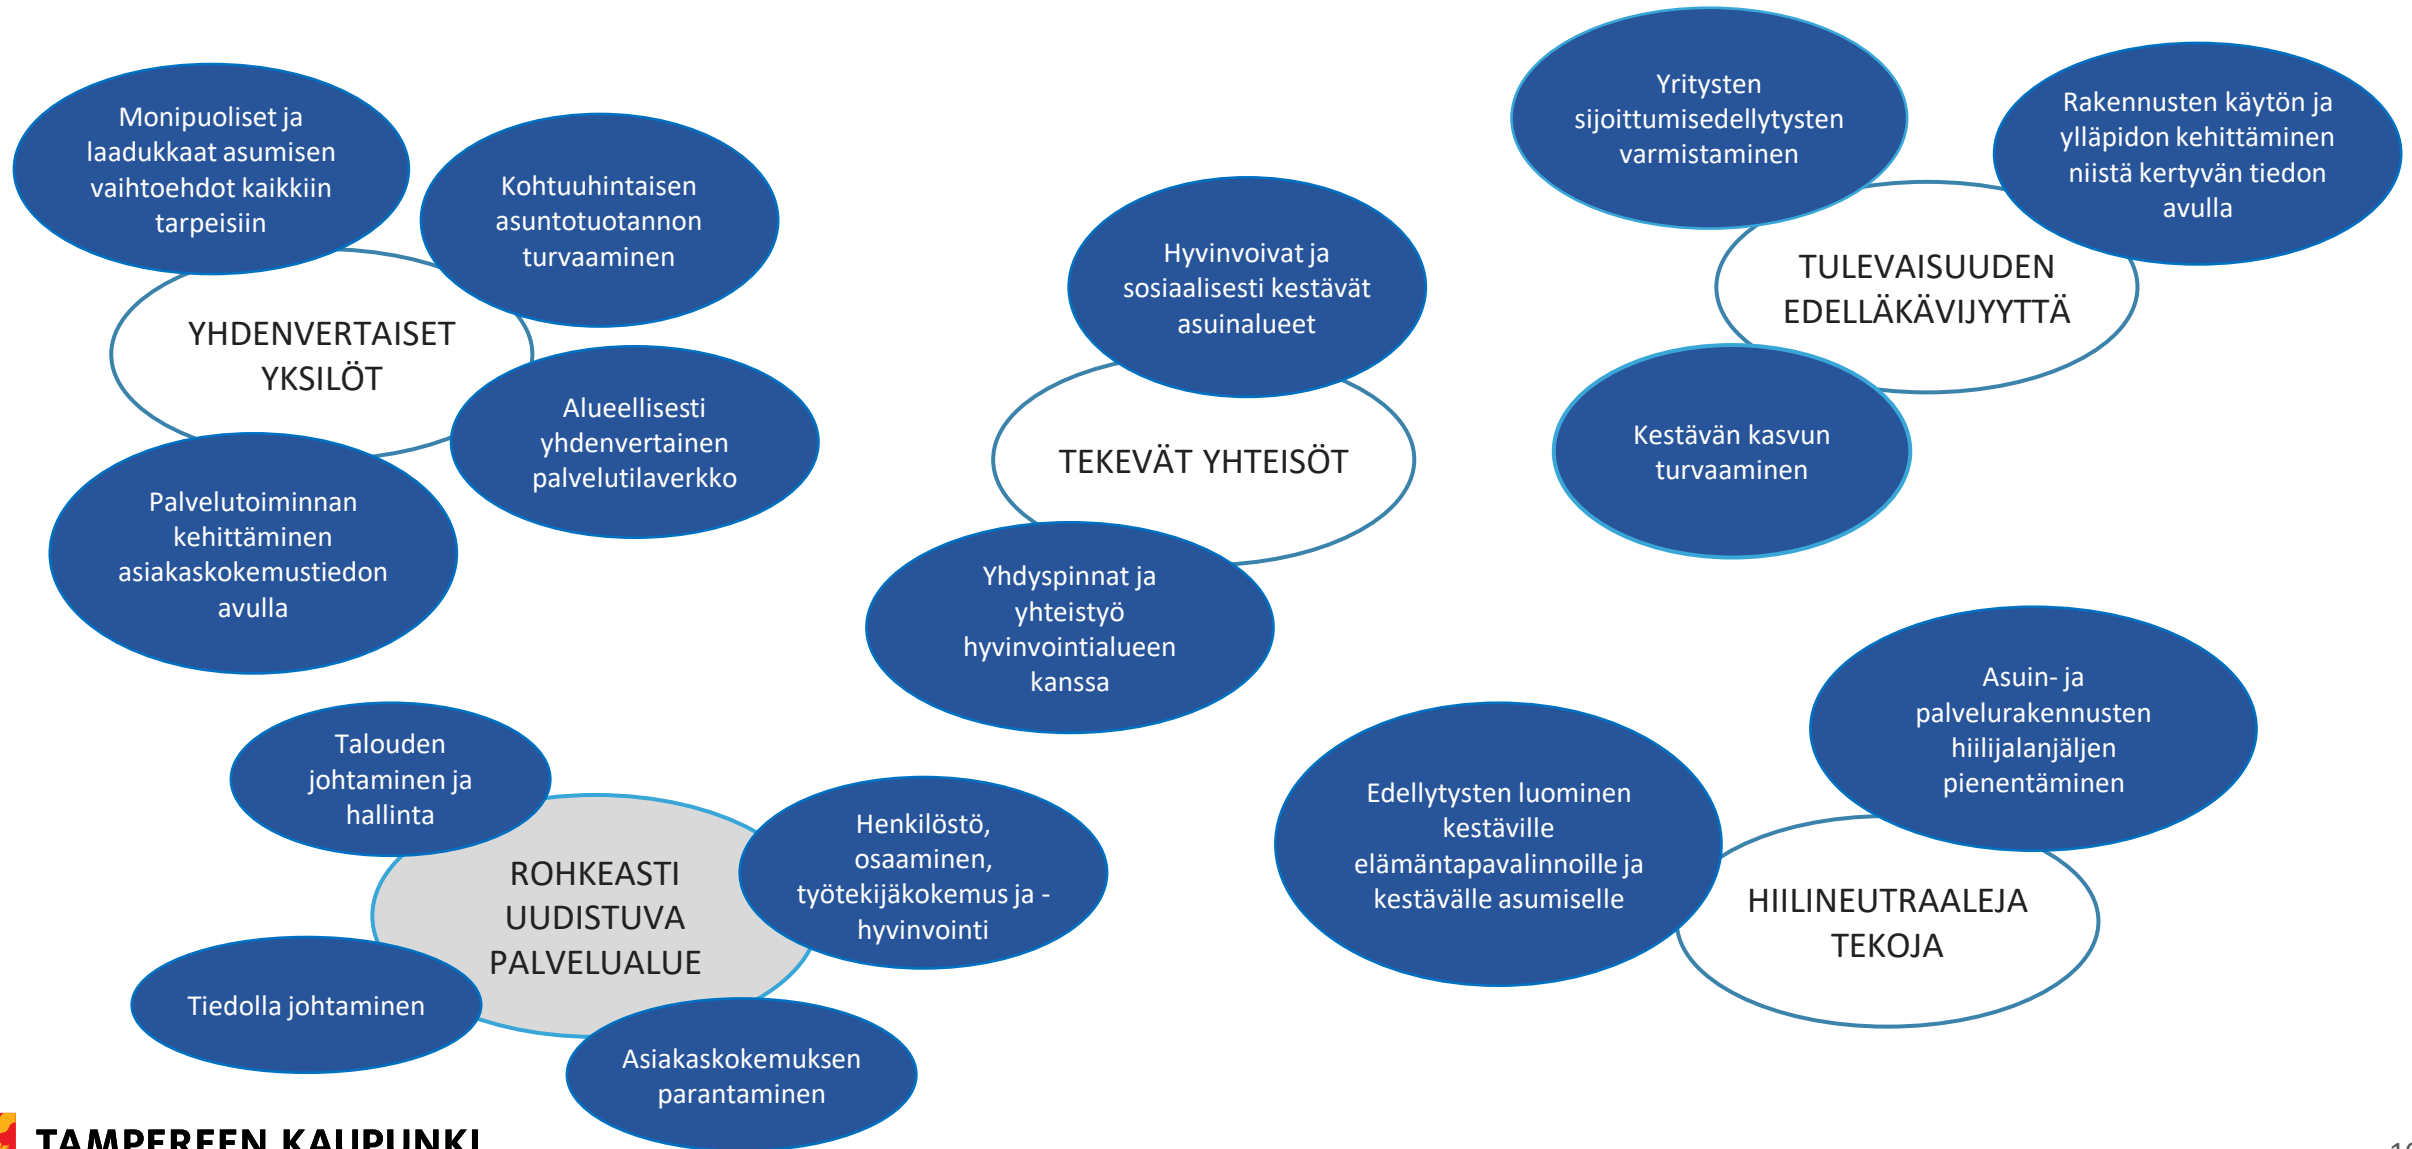 Monipuoliset ja
laadukkaat asumisen
vaihtoehdot kaikkiin
tarpeisiin
Kohtuuhintaisen
asuntotuotannon
turvaaminen
YHDENVERTAISET
YKSILÖT
Alueellisesti
yhdenvertainen
palvelutilaverkko
Palvelutoiminnan
kehittäminen
asiakaskokemustiedon
avulla
Hyvinvoivat ja
sosiaalisesti kestävät
asuinalueet
TEKEVÄT YHTEISÖT
Yhdyspinnat ja
yhteistyö
hyvinvointialueen
kanssa
Yritysten
sijoittumisedellytysten
varmistaminen
Rakennusten käytön ja
ylläpidon kehittäminen
niistä kertyvän tiedon
avulla
TULEVAISUUDEN
EDELLÄKÄVIJYYTTÄ
Kestävän kasvun
turvaaminen
Talouden
johtaminen ja
hallinta
Henkilöstö,
osaaminen,
työtekijäkokemus ja -
hyvinvointi
ROHKEASTI
UUDISTUVA
PALVELUALUE
Tiedolla johtaminen
Asiakaskokemuksen
parantaminen
Asuin- ja
palvelurakennusten
hiilijalanjäljen
pienentäminen
Edellytysten luominen
kestäville
elämäntapavalinnoille ja
kestävälle asumiselle
HIILINEUTRAALEJA
TEKOJA
TAMPEREEN KAUPUNKI